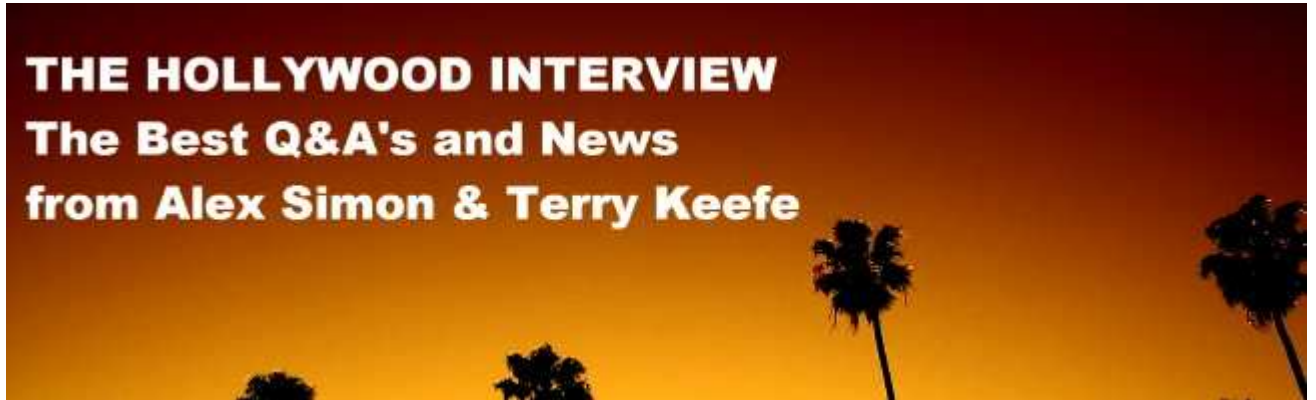 THE HOLLYWOOD INTERVIEW
The Best Q&A's and News
from Alex Simon & Terry Keefe